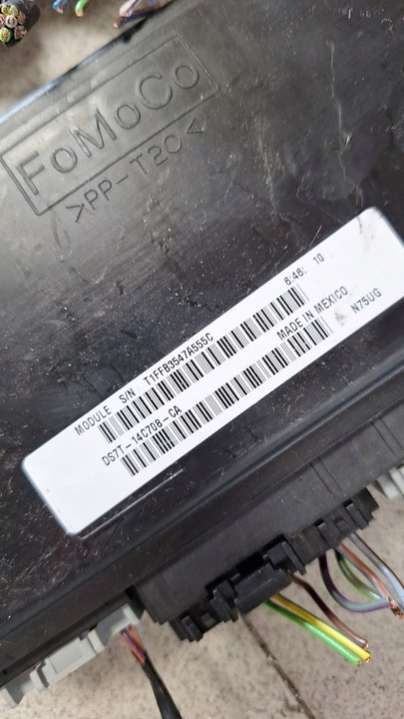 FoMoCo
>PP-T20<
6:46: 10
MODULE S/N T1FFB3547A555C
MADE IN MEXICO
DS7T-14C708-CA
N75UG